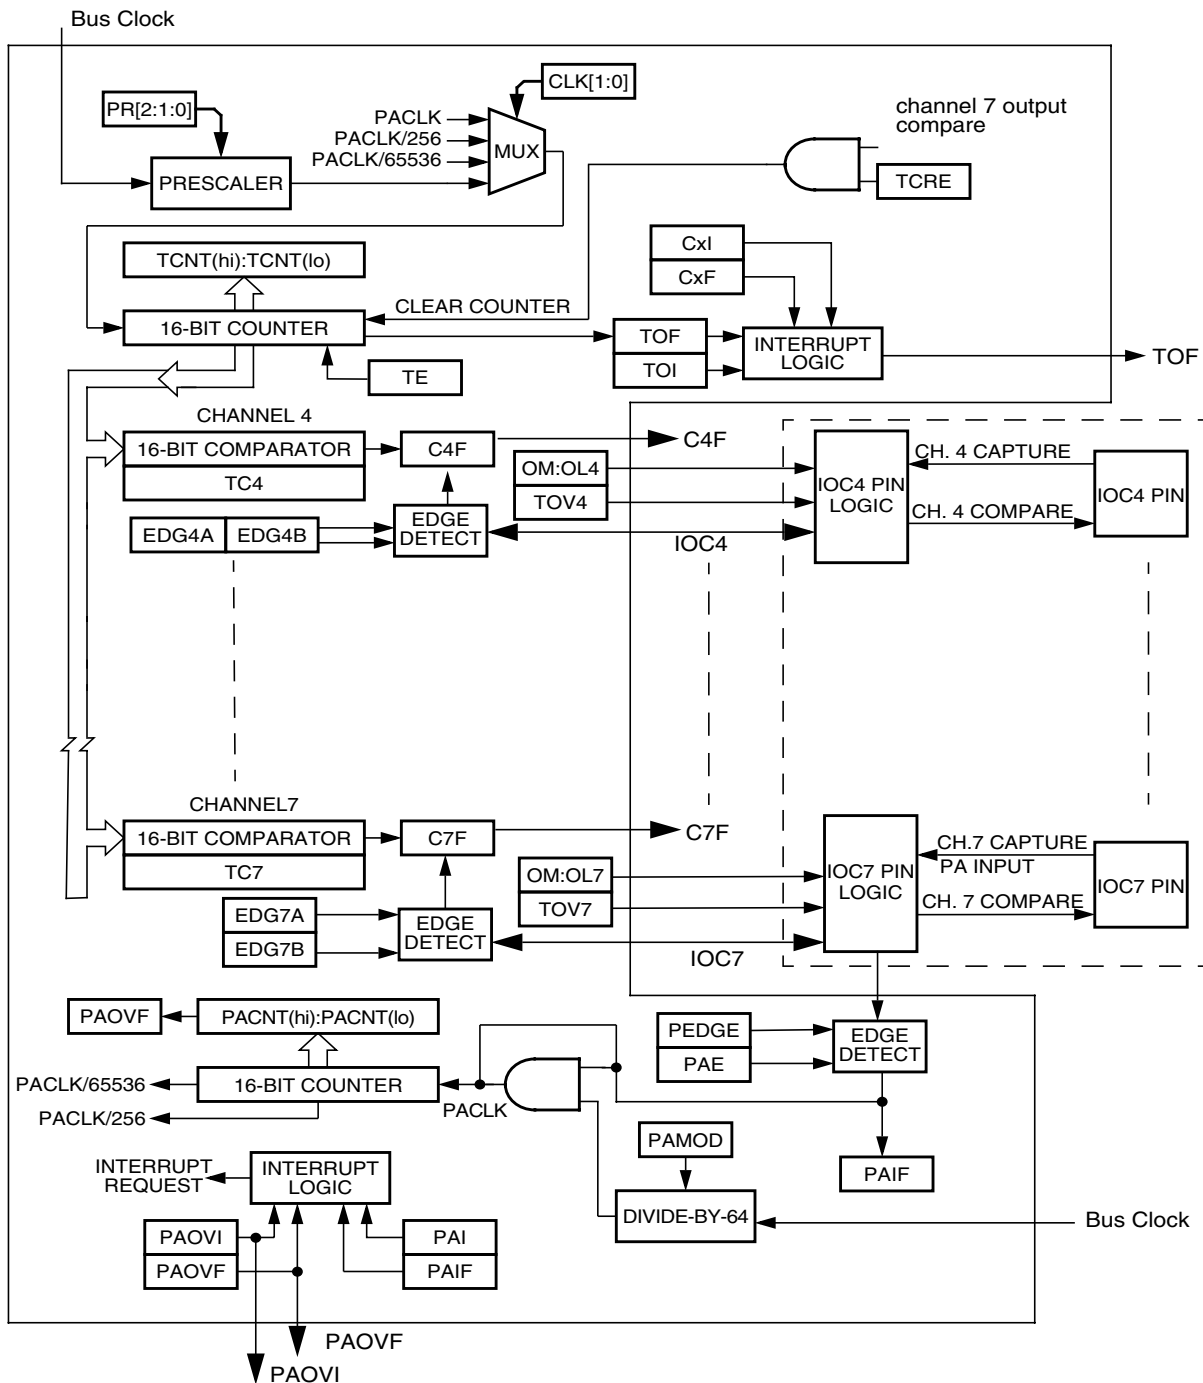 Bus Clock
CLK[1:0]
PR[2:1:0]
PACLK
PACLK/256
PACLK/65536
MUX
PRESCALER
channel 7 output
compare
TCRE
TCNT(hi):TCNT(lo)
CxI
CxF
CLEAR COUNTER
16-BIT COUNTER
TOF
TOI
INTERRUPT
LOGIC
TOF
TE
CHANNEL 4
16-BIT COMPARATOR
TC4
C4F
C4F
OM:OL4
TOV4
IOC4 PIN
LOGIC
CH. 4 CAPTURE
CH. 4 COMPARE
IOC4 PIN
EDG4A
EDG4B
EDGE
DETECT
IOC4
CHANNEL7
16-BIT COMPARATOR
TC7
C7F
C7F
OM:OL7
TOV7
IOC7 PIN
LOGIC
CH.7 CAPTURE
PA INPUT
CH. 7 COMPARE
IOC7 PIN
EDG7A
EDG7B
EDGE
DETECT
IOC7
PAOVF
PACNT(hi):PACNT(lo)
PEDGE
PAE
EDGE
DETECT
PACLK/65536
16-BIT COUNTER
PACLK
PACLK/256
PAMOD
PAIF
INTERRUPT
REQUEST
INTERRUPT
LOGIC
DIVIDE-BY-64
Bus Clock
PAOVI
PAOVF
PAI
PAIF
PAOVF
PAOVI